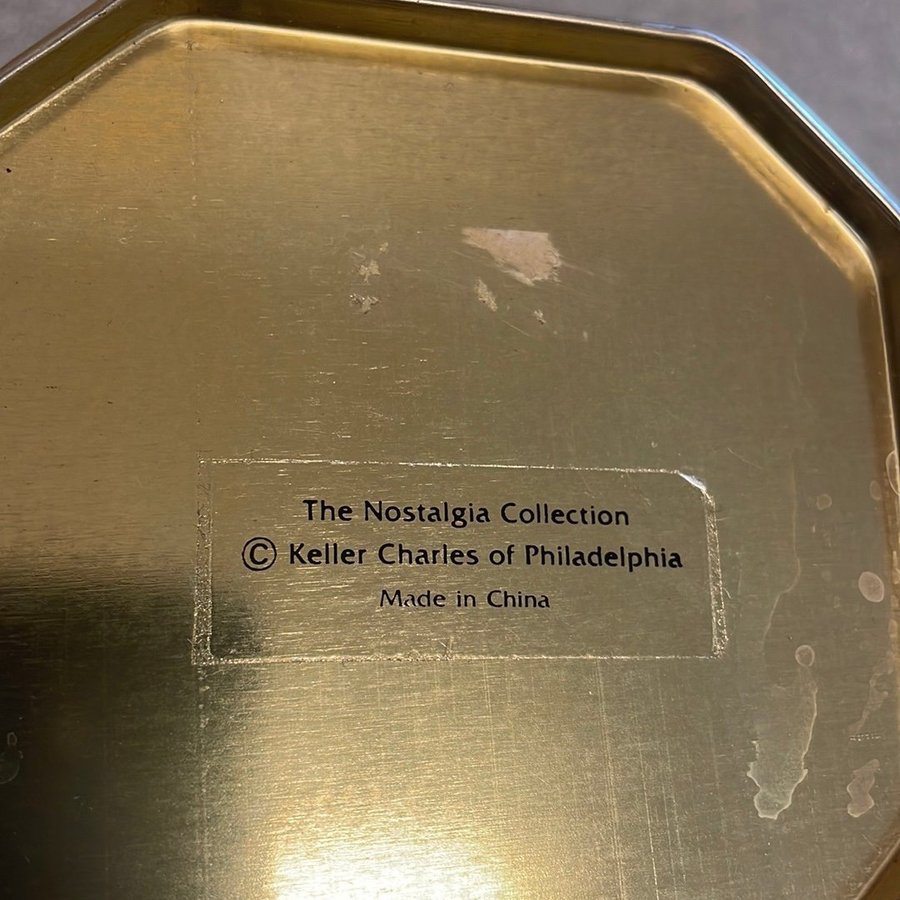 The Nostalgia Collection
© Keller Charles of Philadelphia
Made in China